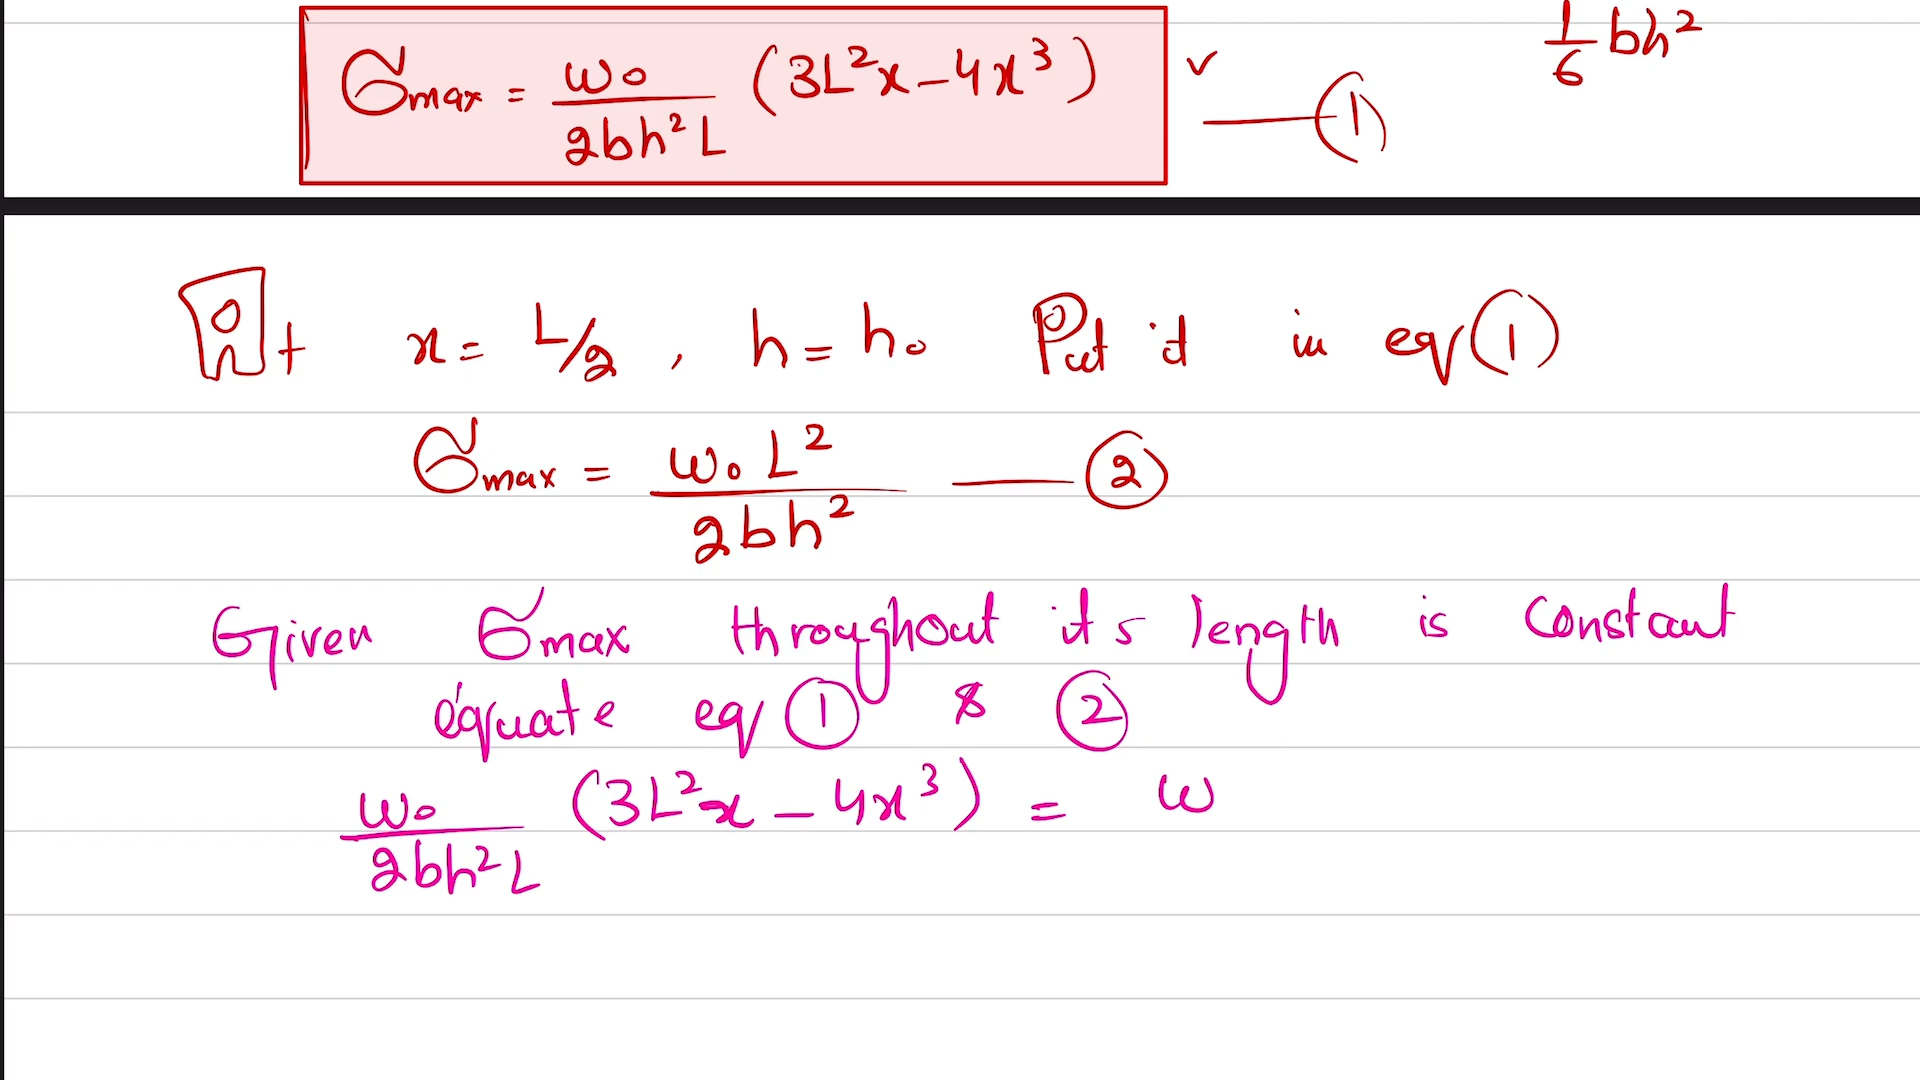 σmax = w₀ / 2bh²L (3L²x − 4x³) ✓ —— ①
1/6 bh²
At x = L/2 , h = h₀ Put it in eq ①
σmax = w₀L² / 2bh² —— ②
Given σmax throughout its length is constant
equate eq ① & ②
w₀ / 2bh²L (3L²x − 4x³) = w